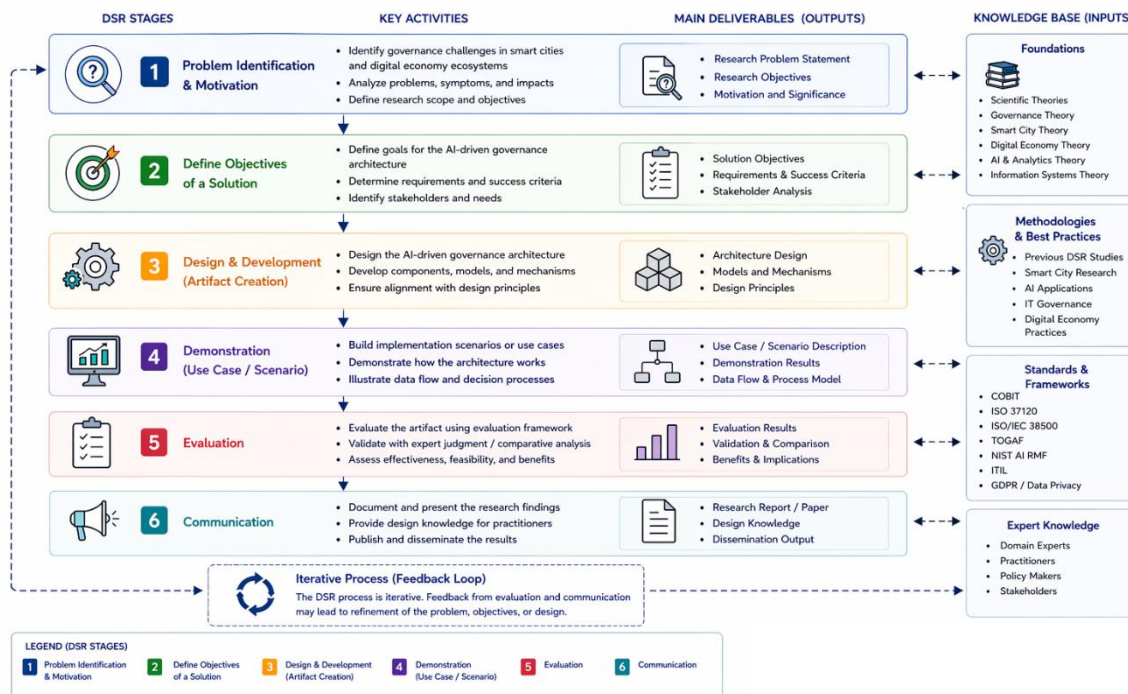 DSR STAGES
KEY ACTIVITIES
MAIN DELIVERABLES (OUTPUTS)
KNOWLEDGE BASE (INPUTS
1
Problem Identification
& Motivation
• Identify governance challenges in smart cities
and digital economy ecosystems
• Analyze problems, symptoms, and impacts
• Define research scope and objectives
• Research Problem Statement
• Research Objectives
• Motivation and Significance
2
Define Objectives
of a Solution
• Define goals for the AI-driven governance
architecture
• Determine requirements and success criteria
• Identify stakeholders and needs
• Solution Objectives
• Requirements & Success Criteria
• Stakeholder Analysis
3
Design & Development
(Artifact Creation)
• Design the AI-driven governance architecture
• Develop components, models, and mechanisms
• Ensure alignment with design principles
• Architecture Design
• Models and Mechanisms
• Design Principles
4
Demonstration
(Use Case / Scenario)
• Build implementation scenarios or use cases
• Demonstrate how the architecture works
• Illustrate data flow and decision processes
• Use Case / Scenario Description
• Demonstration Results
• Data Flow & Process Model
5
Evaluation
• Evaluate the artifact using evaluation framework
• Validate with expert judgment / comparative analysis
• Assess effectiveness, feasibility, and benefits
• Evaluation Results
• Validation & Comparison
• Benefits & Implications
6
Communication
• Document and present the research findings
• Provide design knowledge for practitioners
• Publish and disseminate the results
• Research Report / Paper
• Design Knowledge
• Dissemination Output
Foundations
• Scientific Theories
• Governance Theory
• Smart City Theory
• Digital Economy Theory
• AI & Analytics Theory
• Information Systems Theory
Methodologies
& Best Practices
• Previous DSR Studies
• Smart City Research
• AI Applications
• IT Governance
• Digital Economy
Practices
Standards &
Frameworks
• COBIT
• ISO 37120
• ISO/IEC 38500
• TOGAF
• NIST AI RMF
• ITIL
• GDPR / Data Privacy
Expert Knowledge
• Domain Experts
• Practitioners
• Policy Makers
• Stakeholders
Iterative Process (Feedback Loop)
The DSR process is iterative. Feedback from evaluation and communication
may lead to refinement of the problem, objectives, or design.
LEGEND (DSR STAGES)
1 Problem Identification
& Motivation
2 Define Objectives
of a Solution
3 Design & Development
(Artifact Creation)
4 Demonstration
(Use Case / Scenario)
5 Evaluation
6 Communication